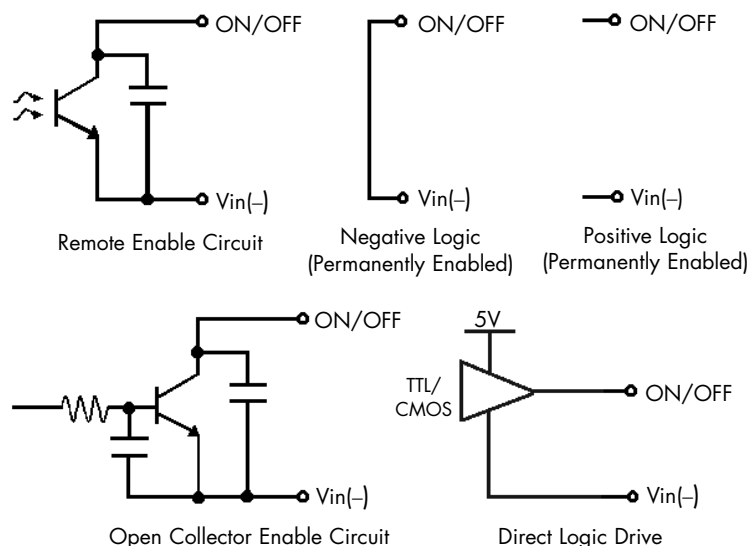 ON/OFF
Vin(–)
Remote Enable Circuit
ON/OFF
Vin(–)
Negative Logic
(Permanently Enabled)
ON/OFF
Vin(–)
Positive Logic
(Permanently Enabled)
ON/OFF
Vin(–)
Open Collector Enable Circuit
5V
TTL/
CMOS
ON/OFF
Vin(–)
Direct Logic Drive